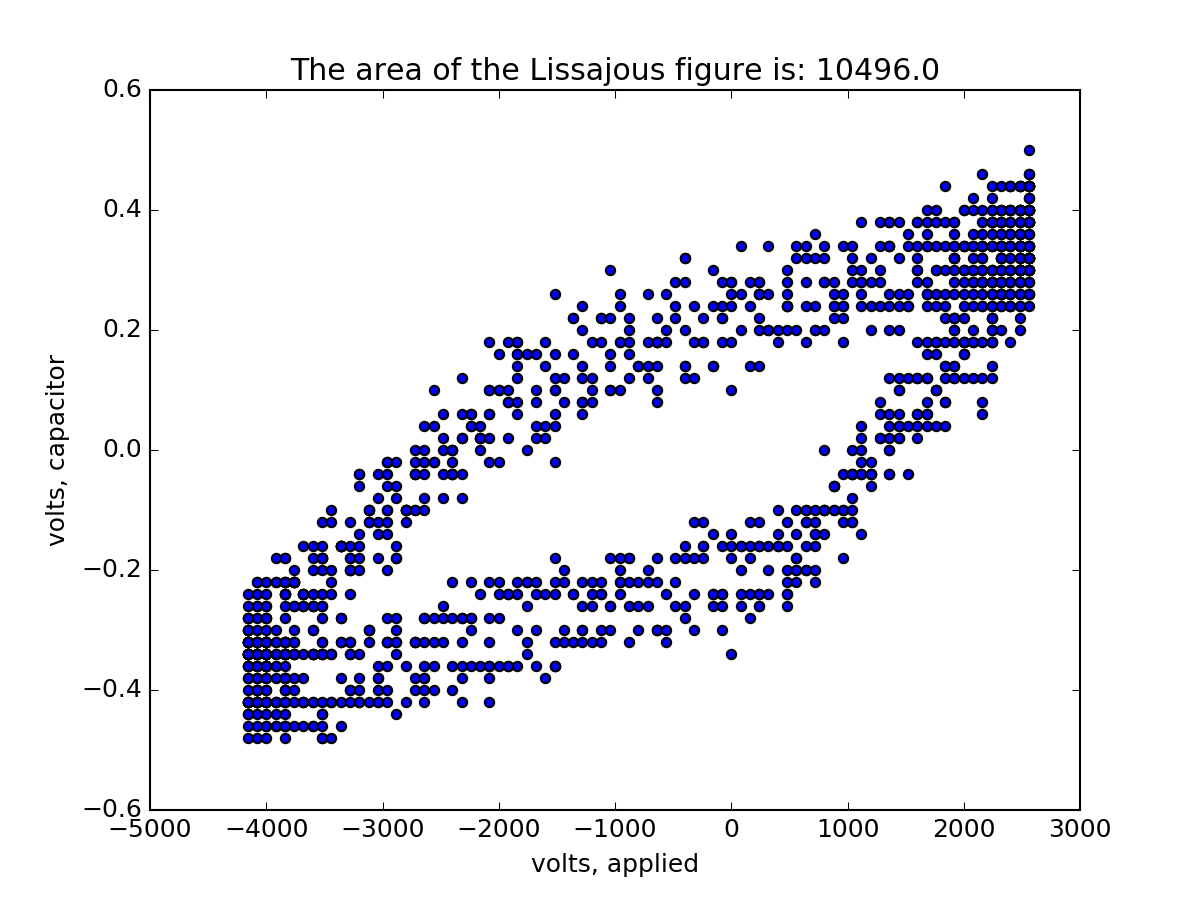 The area of the Lissajous figure is: 10496.0
0.6
0.4
0.2
0.0
−0.2
−0.4
−0.6
volts, capacitor
−5000 −4000 −3000 −2000 −1000 0 1000 2000 3000
volts, applied